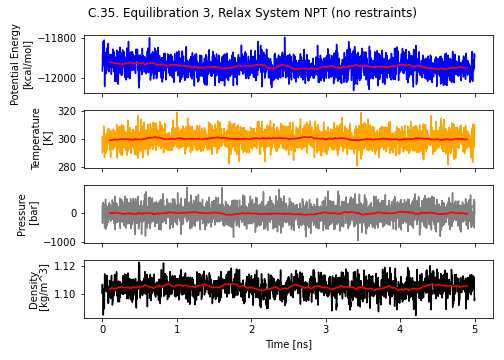 C.35. Equilibration 3, Relax System NPT (no restraints)
Potential Energy
[kcal/mol]
−11800
−12000
Temperature
[K]
320
300
280
Pressure
[bar]
0
−1000
Density
[kg/m^3]
1.12
1.10
0 1 2 3 4 5
Time [ns]